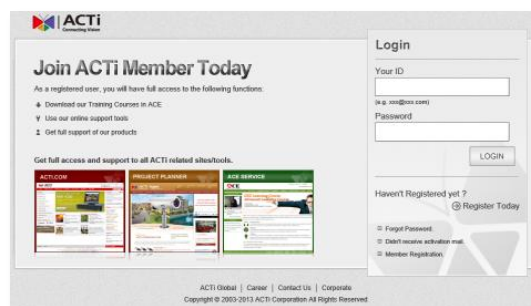 ACTi
Connecting Vision
Join ACTi Member Today
As a registered user, you will have full access to the following functions:
Download our Training Courses in ACE
Use our online support tools
Get full support of our products
Get full access and support to all ACTi related sites/tools.
ACTI.COM
PROJECT PLANNER
ACE SERVICE
Login
Your ID
(e.g. xxx@xxx.com)
Password
LOGIN
Haven't Registered yet ?
Register Today
Forgot Password.
Didn't receive activation mail.
Member Registration.
ACTi Global | Career | Contact Us | Corporate
Copyright © 2003-2013 ACTi Corporation All Rights Reserved